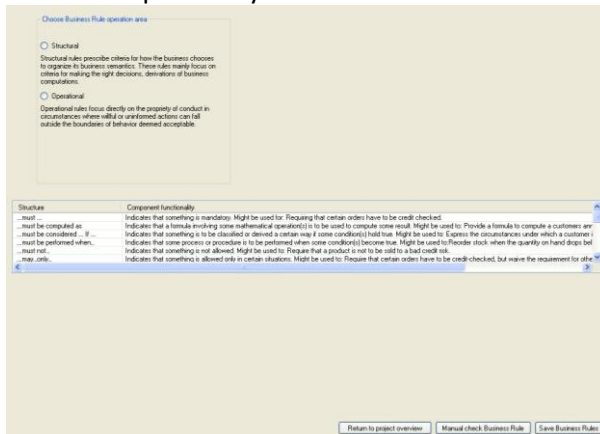 Choose Business Rule operation area
Structural
Structural rules prescribe criteria for how the business chooses
to organize its business semantics. These rules mainly focus on
criteria for making the right decisions, derivations of business
computations.
Operational
Operational rules focus directly on the propriety of conduct in
circumstances where willful or uninformed actions can fall
outside the boundaries of behavior deemed acceptable.
Structure Component functionality
...must ... Indicates that something is mandatory. Might be used for: Requiring that certain orders have to be credit checked.
...must be computed as Indicates that a formula involving some mathematical operation(s) is to be used to compute some result. Might be used to: Provide a formula to compute a customers ann
...must be considered ... if ... Indicates that something is to be classified or derived a certain way if some condition(s) hold true. Might be used to: Express the circumstances under which a customer i
...must be performed when.. Indicates that some process or procedure is to be performed when some condition(s) become true. Might be used to:Reorder stock when the quantity on hand drops bel
...must not.. Indicates that something is not allowed. Might be used to: Require that a product is not to be sold to a bad credit risk.
...may..only.. Indicates that something is allowed only in certain situations. Might be used to: Require that certain orders have to be credit-checked, but waive the requirement for othe
Return to project overview Manual check Business Rule Save Business Rules